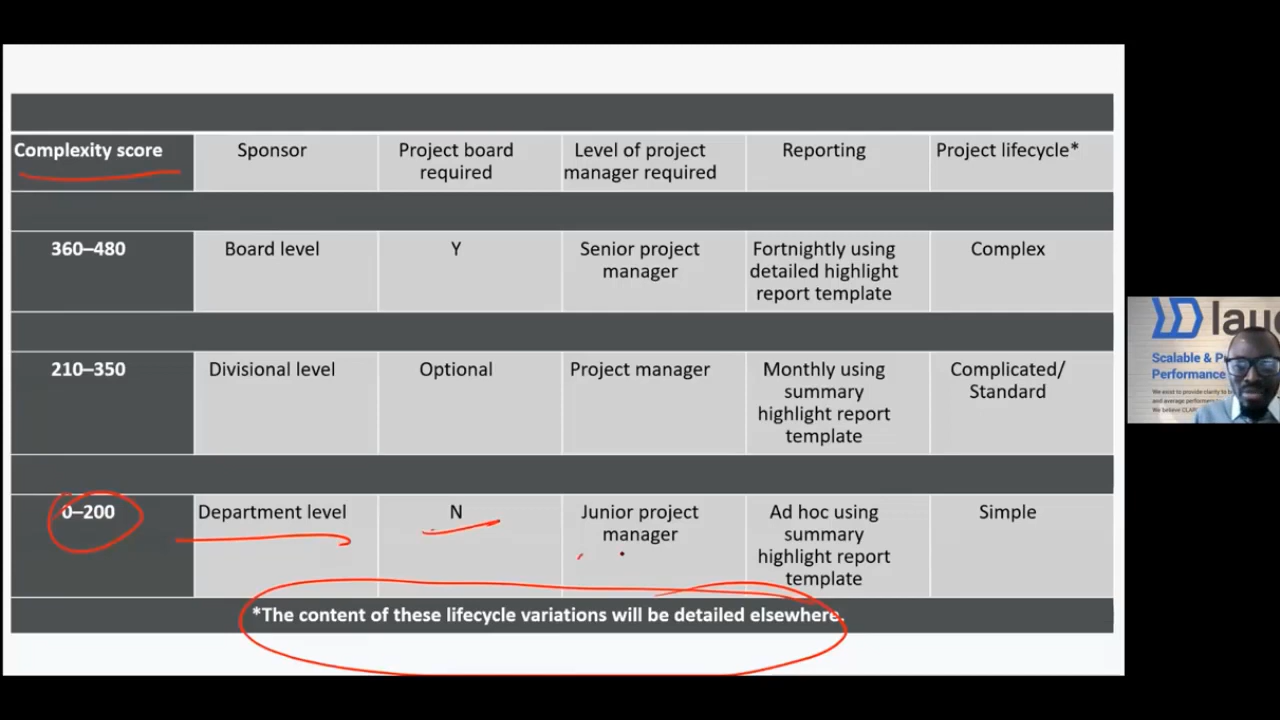 Complexity score
Sponsor
Project board
required
Level of project
manager required
Reporting
Project lifecycle*
360–480
Board level
Y
Senior project
manager
Fortnightly using
detailed highlight
report template
Complex
210–350
Divisional level
Optional
Project manager
Monthly using
summary
highlight report
template
Complicated/
Standard
0–200
Department level
N
Junior project
manager
Ad hoc using
summary
highlight report
template
Simple
*The content of these lifecycle variations will be detailed elsewhere.
Scalable &
Performance